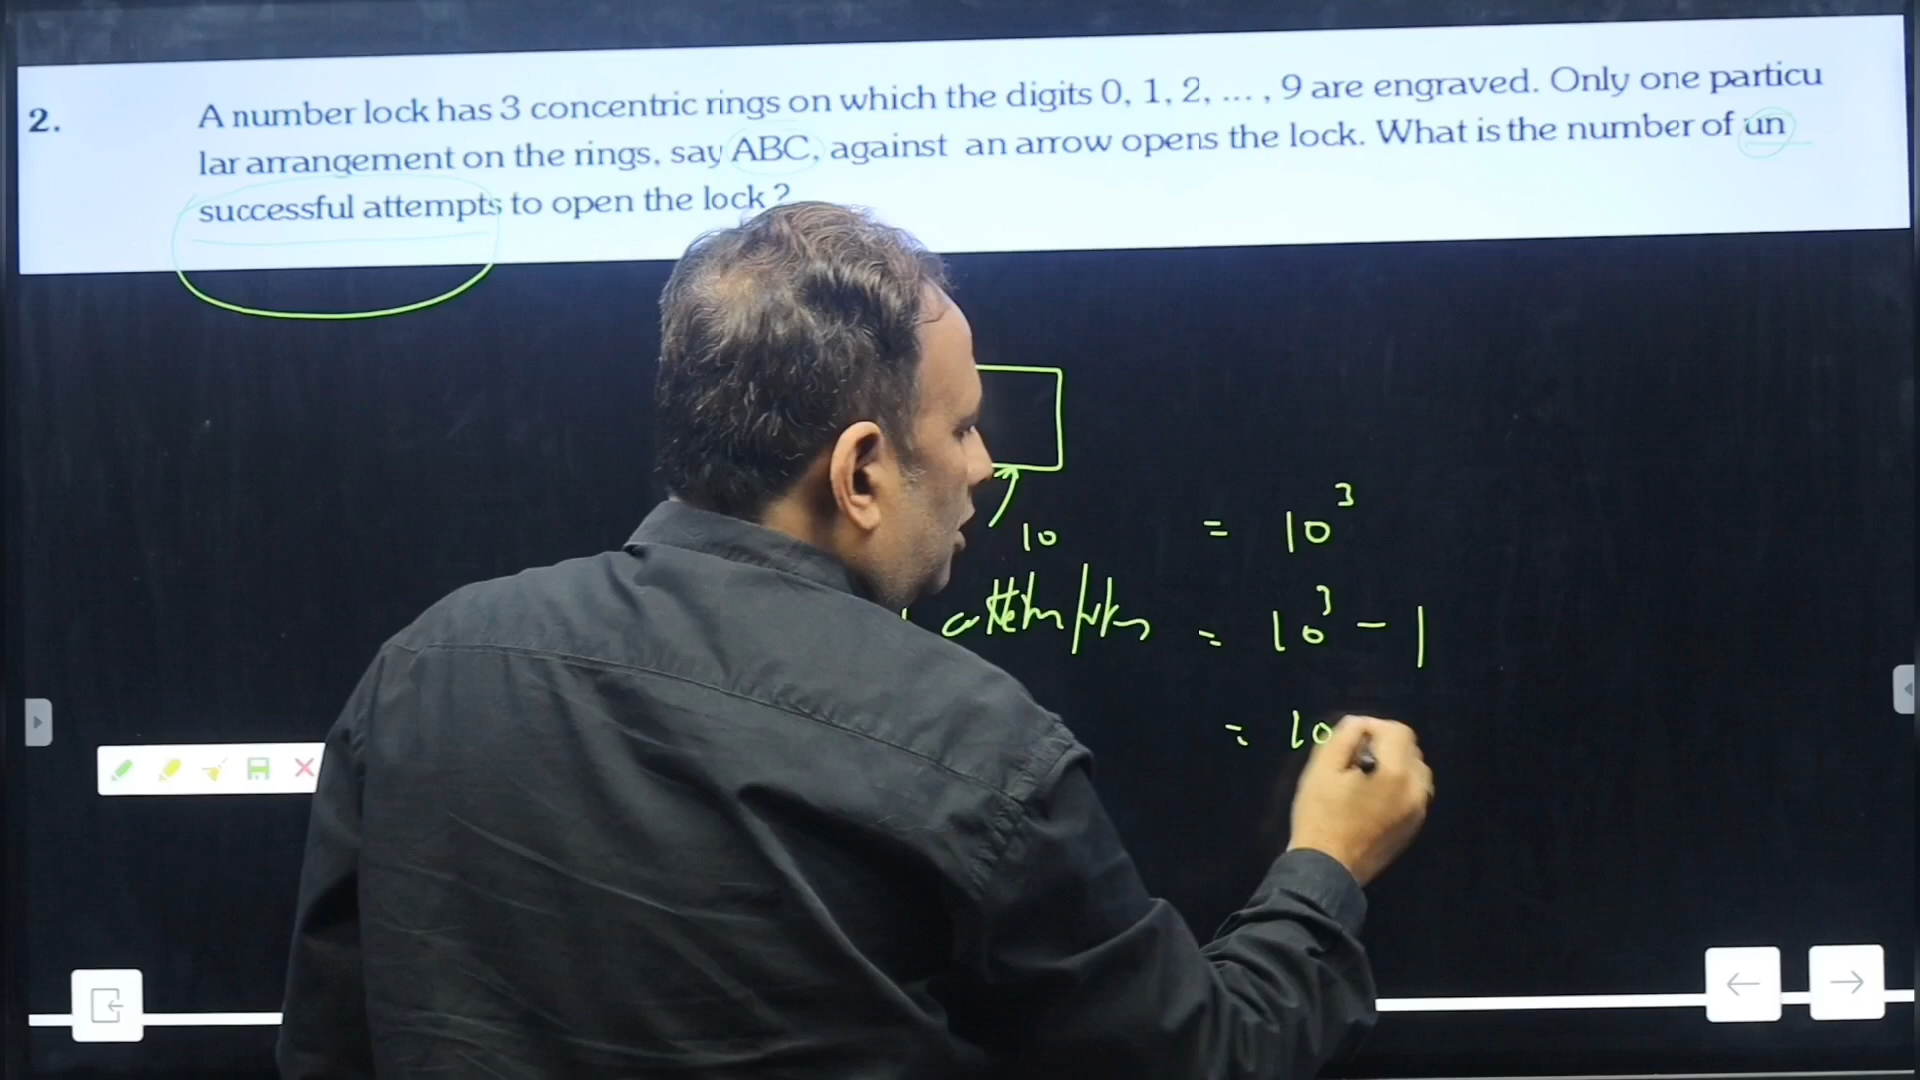 2. A number lock has 3 concentric rings on which the digits 0, 1, 2, ... , 9 are engraved. Only one particu
lar arrangement on the rings, say ABC, against an arrow opens the lock. What is the number of un
successful attempts to open the lock ?
10 = 10³
attempts = 10³ - 1
= 10